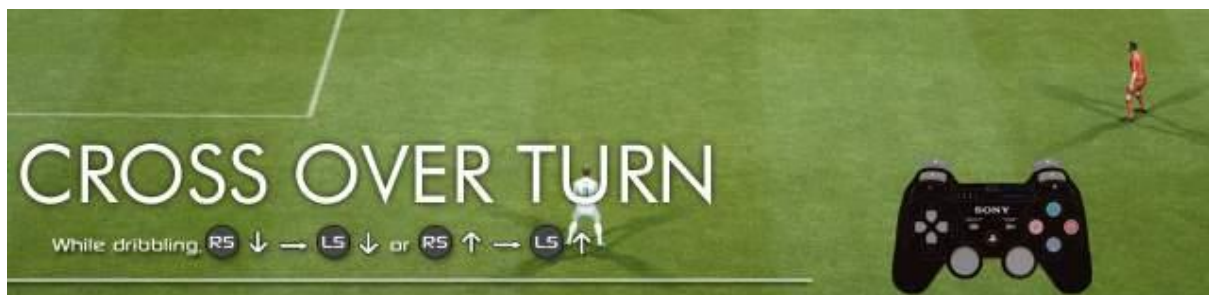 CROSS OVER TURN
While dribbling, RS ↓ → LS ↓ or RS ↑ → LS ↑
SONY